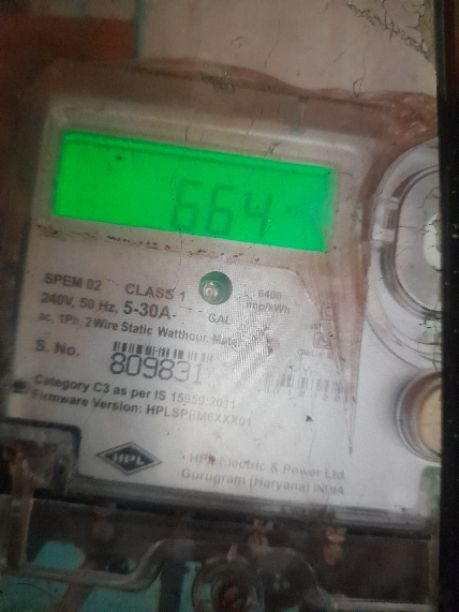 664
SPEM 02 CLASS 1 6400
240V, 50 Hz, 5-30A imp/kWh
CAL
ac, 1Ph, 2Wire Static Watthour Meter
S. No. 809831
Category C3 as per IS 15959:2011
Firmware Version: HPLSPEM6XXX01
HPL
HPL Electric & Power Ltd.
Gurugram (Haryana) INDIA